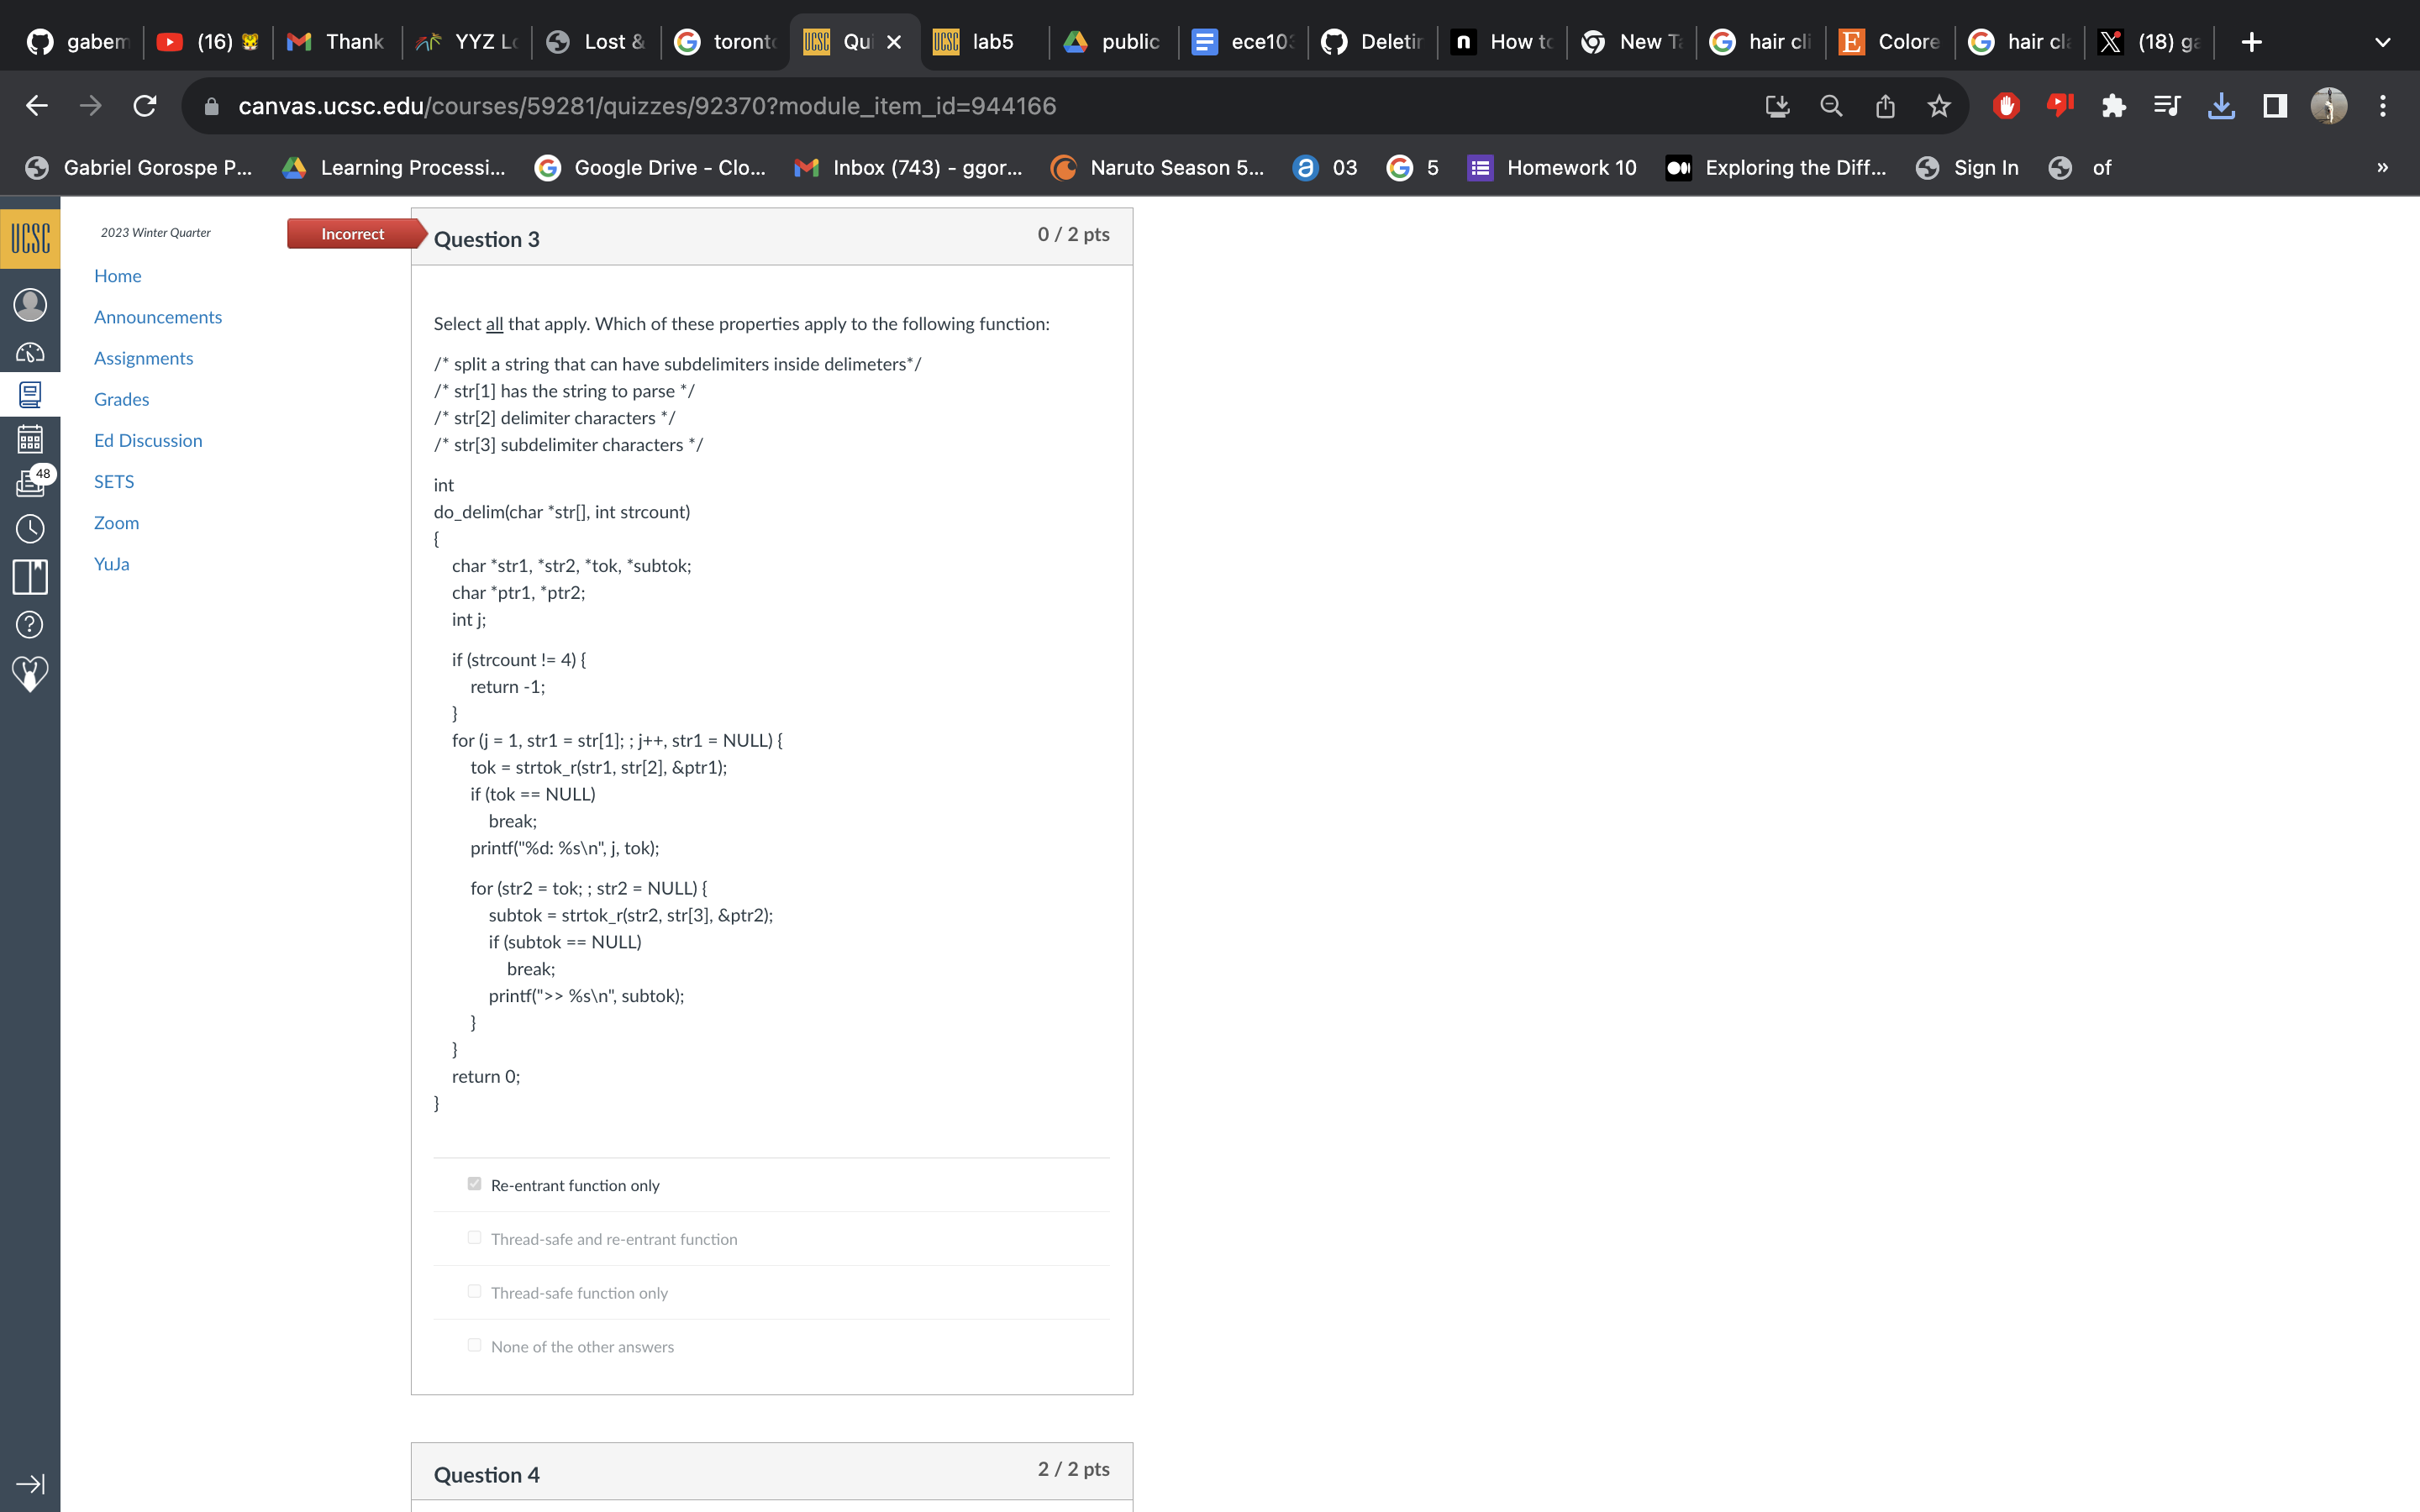 gabem
(16)
Thank
YYZ Lo
Lost &
toronto
UCSC
Qui
UCSC
lab5
public
ece103
Deletin
How to
New Ta
hair cli
Colore
hair cla
(18) ga
canvas.ucsc.edu/courses/59281/quizzes/92370?module_item_id=944166
Gabriel Gorospe P...
Learning Processi...
Google Drive - Clo...
Inbox (743) - ggor...
Naruto Season 5...
03
5
Homework 10
Exploring the Diff...
Sign In
of
»
UCSC
48
2023 Winter Quarter
Home
Announcements
Assignments
Grades
Ed Discussion
SETS
Zoom
YuJa
Incorrect
Question 3
0 / 2 pts
Select all that apply. Which of these properties apply to the following function:
/* split a string that can have subdelimiters inside delimeters*/
/* str[1] has the string to parse */
/* str[2] delimiter characters */
/* str[3] subdelimiter characters */
int
do_delim(char *str[], int strcount)
{
char *str1, *str2, *tok, *subtok;
char *ptr1, *ptr2;
int j;
if (strcount != 4) {
return -1;
}
for (j = 1, str1 = str[1]; ; j++, str1 = NULL) {
tok = strtok_r(str1, str[2], &ptr1);
if (tok == NULL)
break;
printf("%d: %s\n", j, tok);
for (str2 = tok; ; str2 = NULL) {
subtok = strtok_r(str2, str[3], &ptr2);
if (subtok == NULL)
break;
printf(">> %s\n", subtok);
}
}
return 0;
}
Re-entrant function only
Thread-safe and re-entrant function
Thread-safe function only
None of the other answers
Question 4
2 / 2 pts